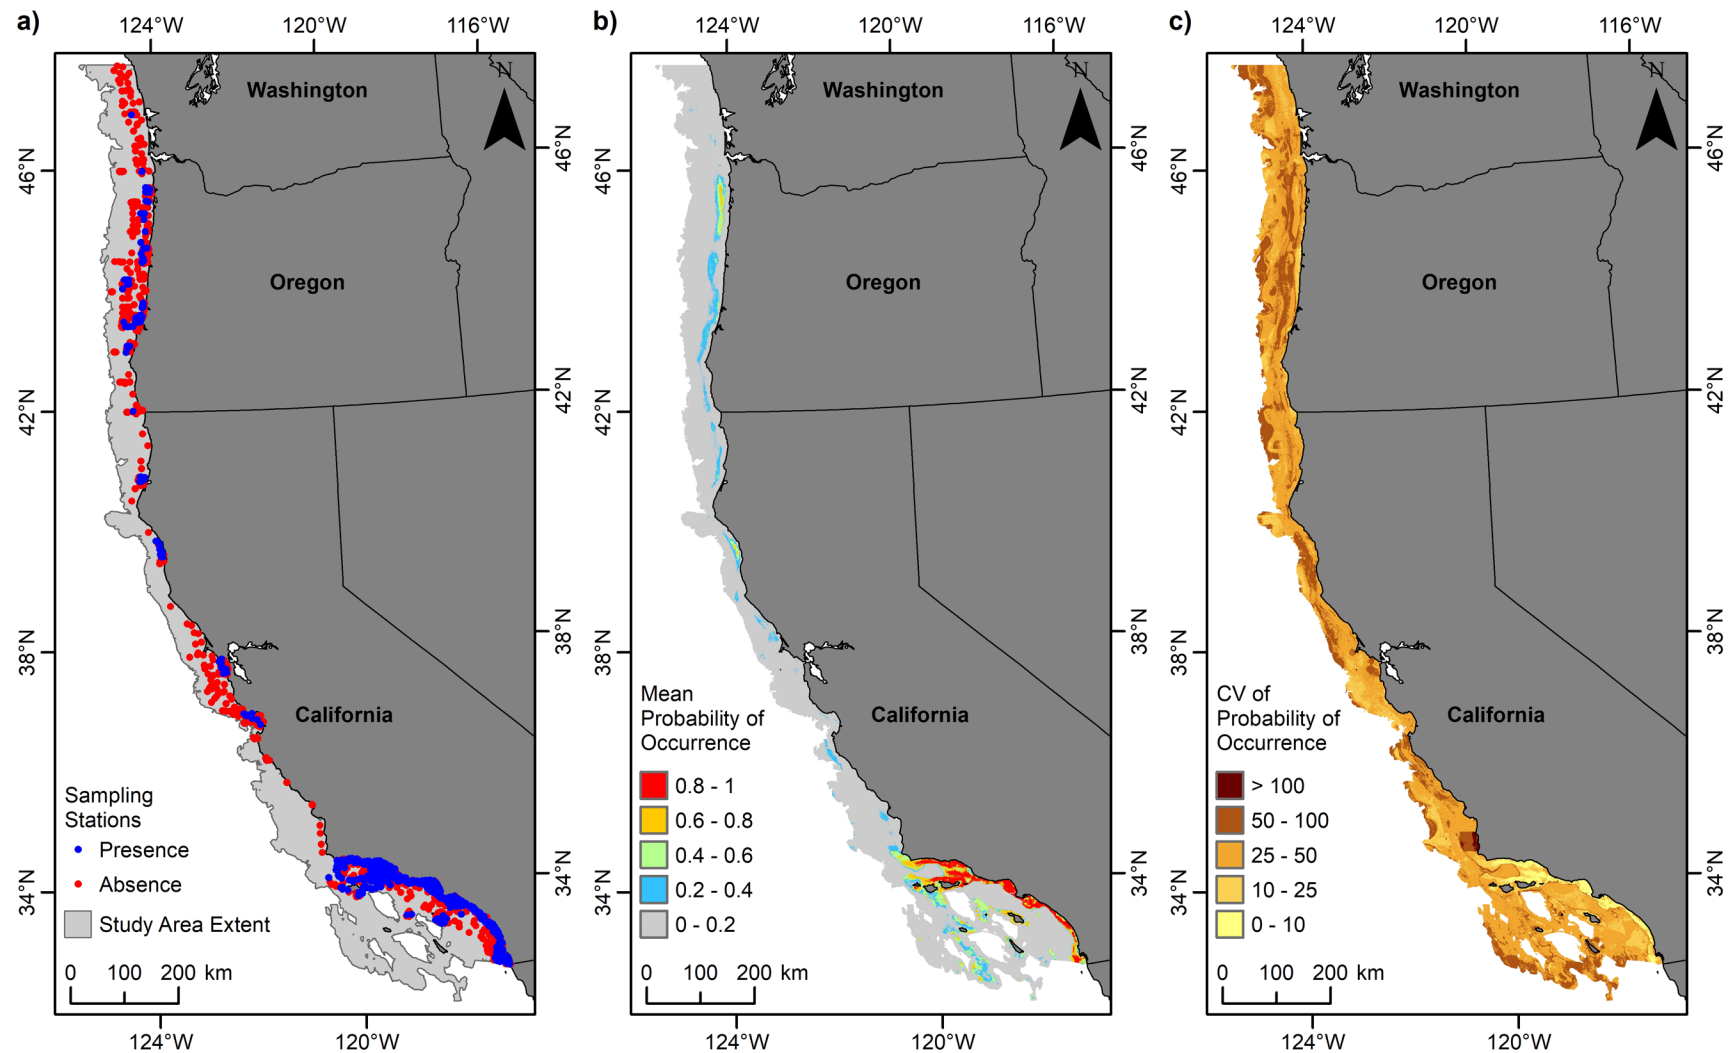 a)
124°W 120°W 116°W
N
Washington
46°N
46°N
Oregon
42°N
42°N
38°N
38°N
California
Sampling
Stations
Presence
Absence
Study Area Extent
34°N
34°N
0 100 200 km
124°W 120°W
b)
124°W 120°W 116°W
N
Washington
46°N
46°N
Oregon
42°N
42°N
38°N
38°N
Mean
Probability of
Occurrence
California
0.8 - 1
0.6 - 0.8
0.4 - 0.6
0.2 - 0.4
0 - 0.2
34°N
34°N
0 100 200 km
124°W 120°W
c)
124°W 120°W 116°W
N
Washington
46°N
46°N
Oregon
42°N
42°N
38°N
38°N
CV of
Probability of
Occurrence
California
> 100
50 - 100
25 - 50
10 - 25
0 - 10
34°N
34°N
0 100 200 km
124°W 120°W